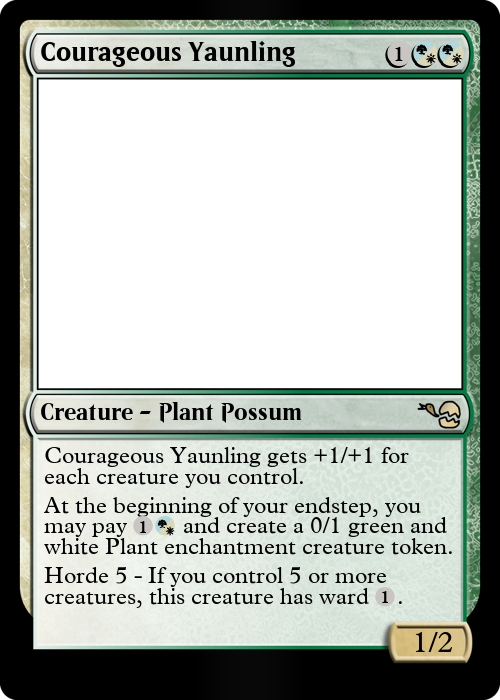 Courageous Yaunling 1
Creature – Plant Possum
Courageous Yaunling gets +1/+1 for
each creature you control.
At the beginning of your endstep, you
may pay 1 and create a 0/1 green and
white Plant enchantment creature token.
Horde 5 - If you control 5 or more
creatures, this creature has ward 1.
1/2